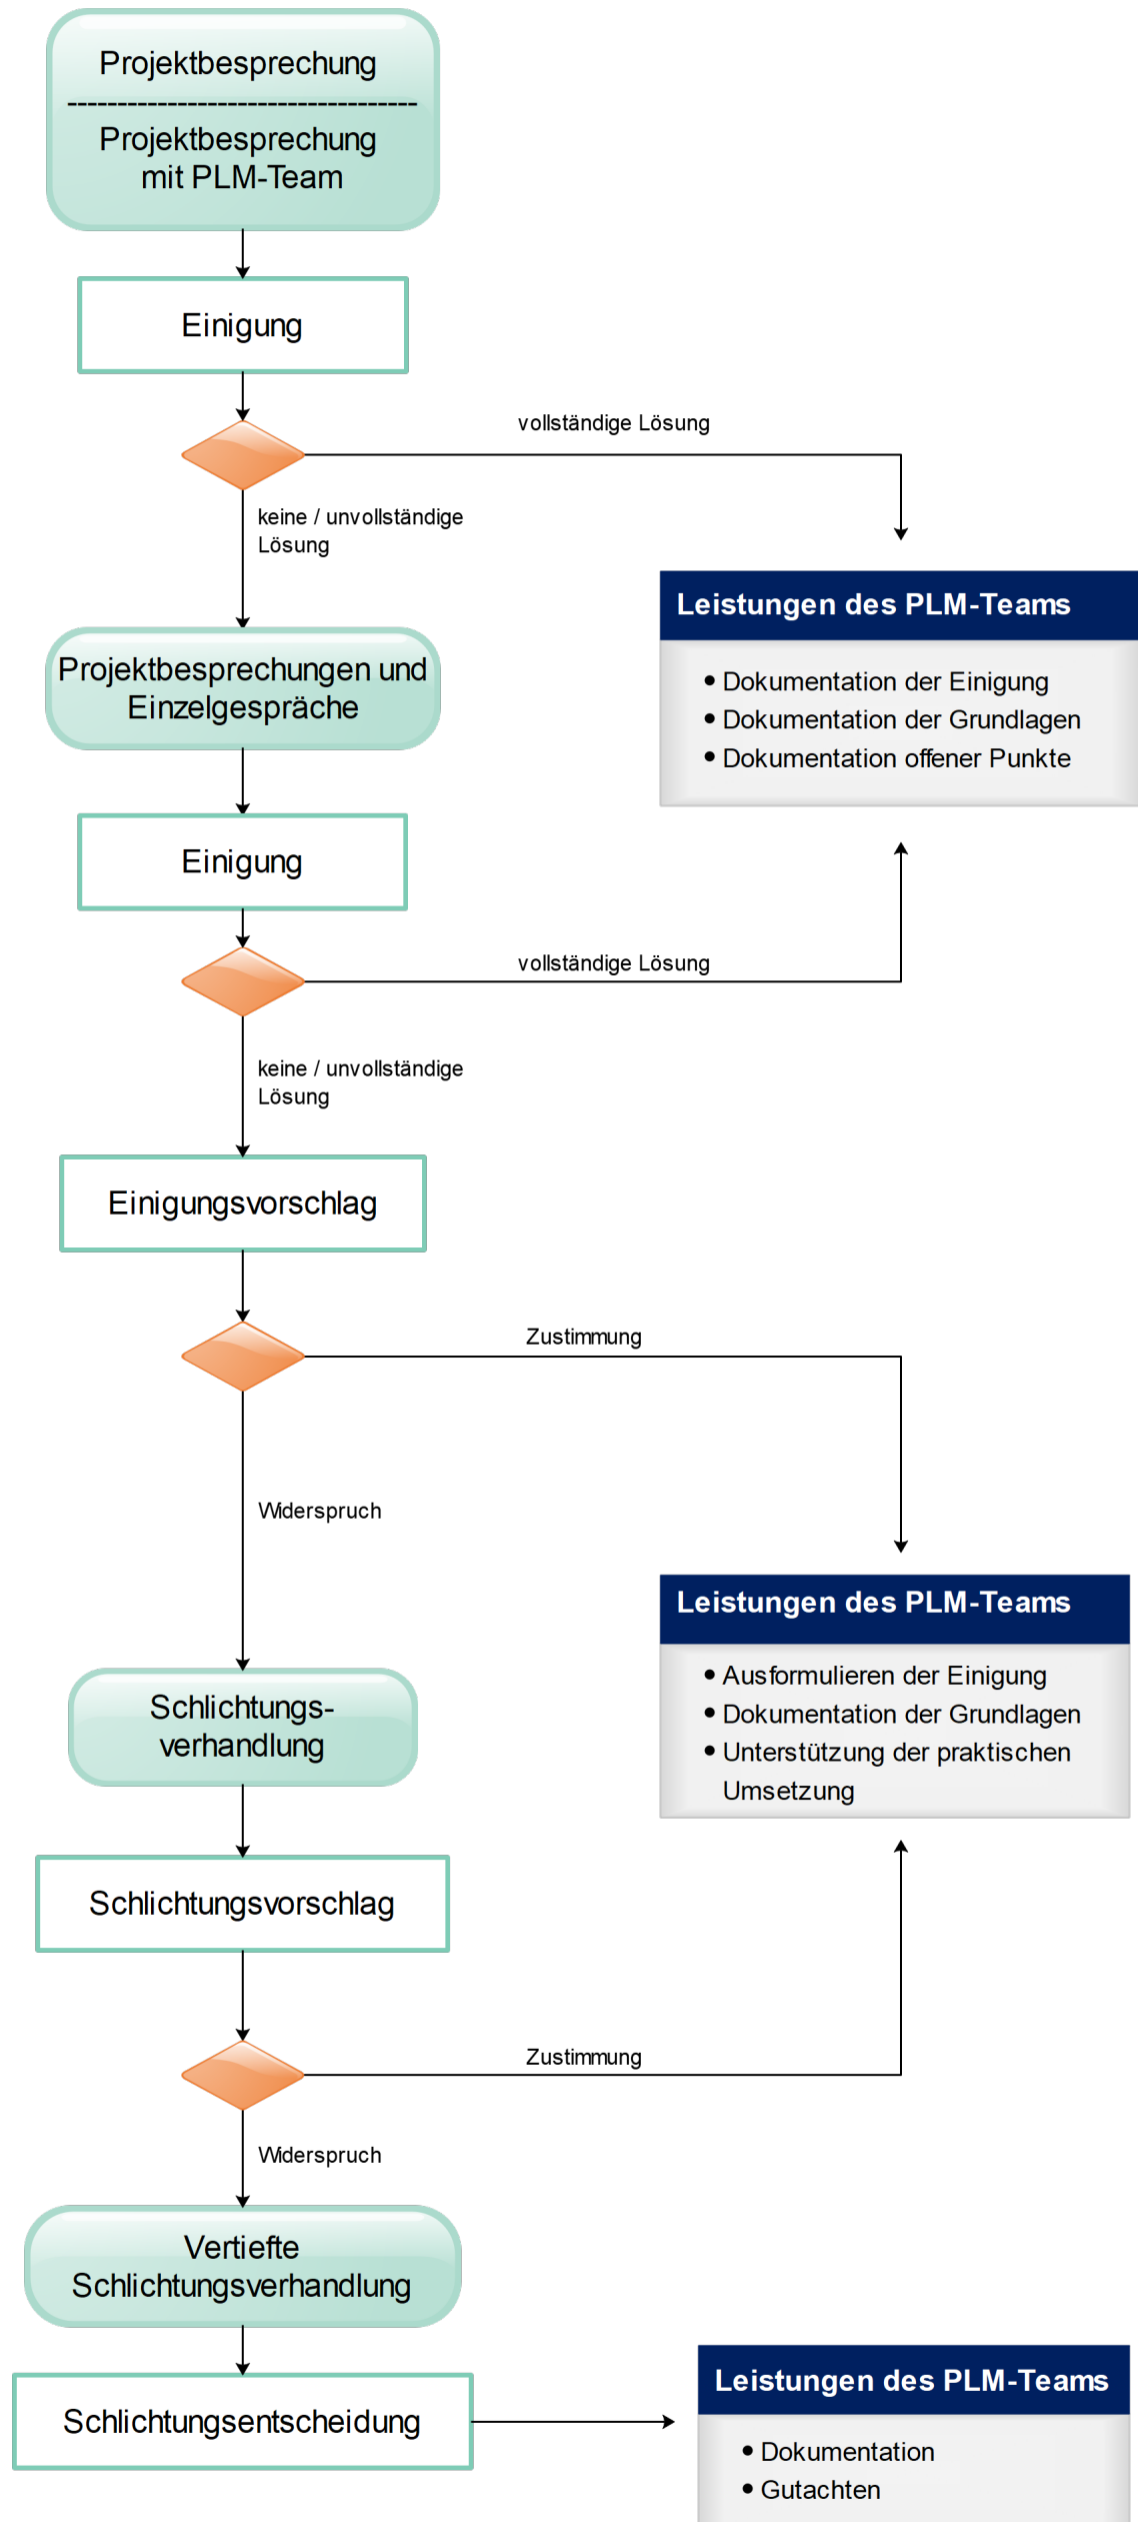 Projektbesprechung
-----------------------------------
Projektbesprechung
mit PLM-Team
Einigung
vollständige Lösung
keine / unvollständige
Lösung
Leistungen des PLM-Teams
• Dokumentation der Einigung
• Dokumentation der Grundlagen
• Dokumentation offener Punkte
Projektbesprechungen und
Einzelgespräche
Einigung
vollständige Lösung
keine / unvollständige
Lösung
Einigungsvorschlag
Zustimmung
Widerspruch
Leistungen des PLM-Teams
• Ausformulieren der Einigung
• Dokumentation der Grundlagen
• Unterstützung der praktischen
Umsetzung
Schlichtungs-
verhandlung
Schlichtungsvorschlag
Zustimmung
Widerspruch
Vertiefte
Schlichtungsverhandlung
Schlichtungsentscheidung
Leistungen des PLM-Teams
• Dokumentation
• Gutachten